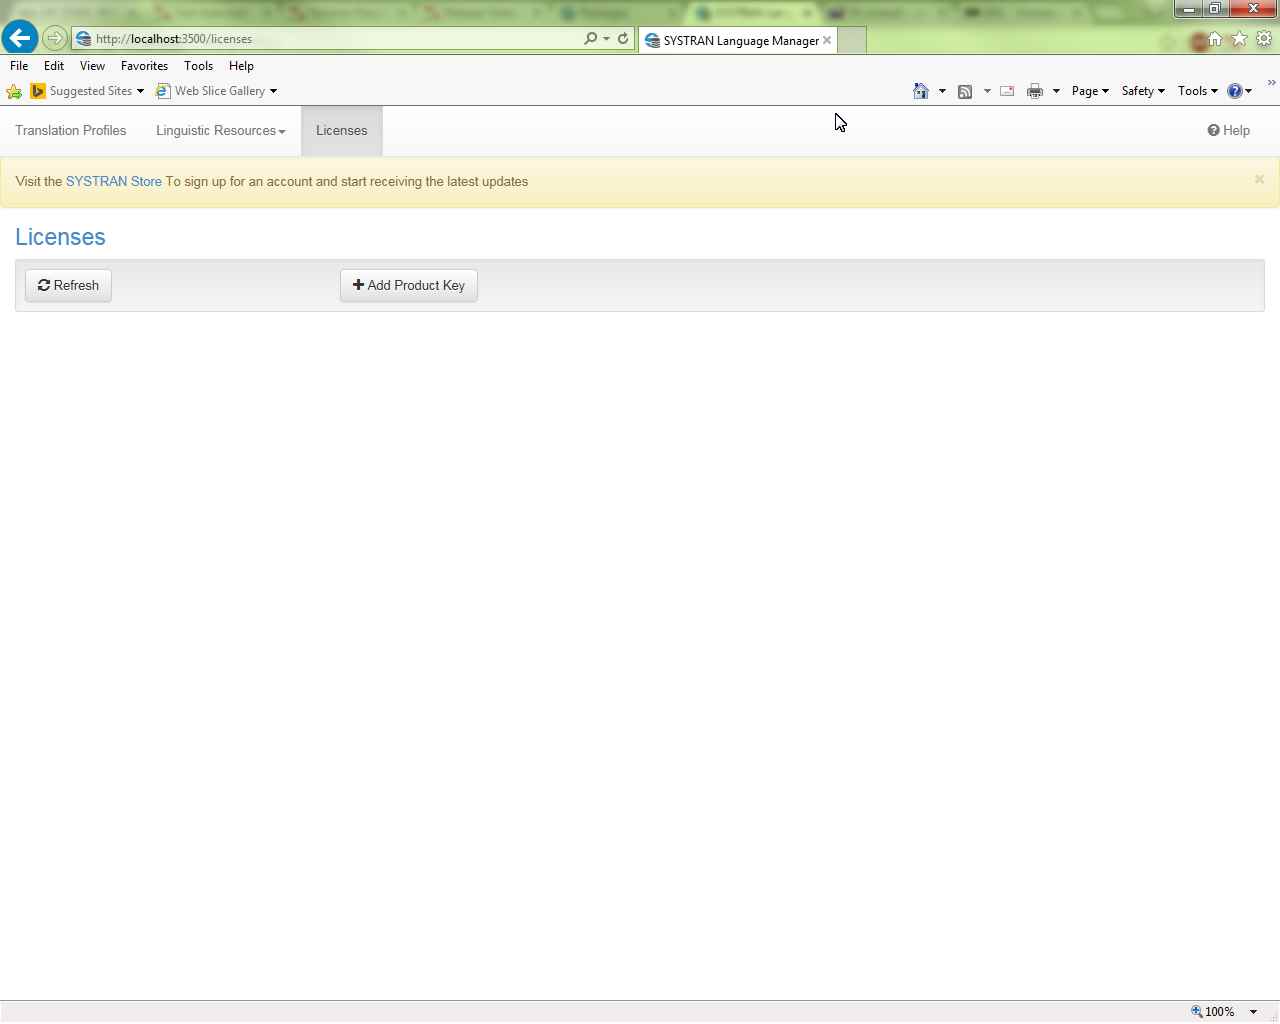 http://localhost:3500/licenses
SYSTRAN Language Manager
File Edit View Favorites Tools Help
Suggested Sites Web Slice Gallery Page Safety Tools
Translation Profiles Linguistic Resources Licenses Help
Visit the SYSTRAN Store To sign up for an account and start receiving the latest updates
Licenses
Refresh Add Product Key
100%